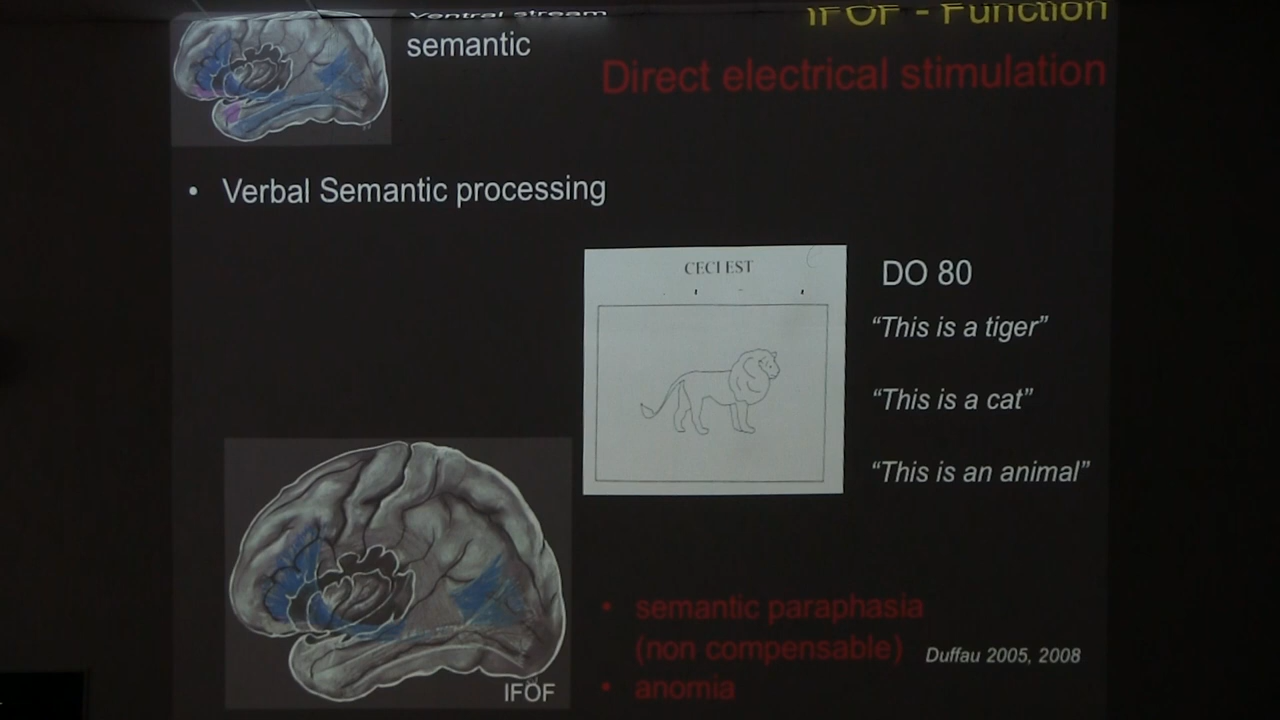 Ventral stream
semantic
IFOF - Function
Direct electrical stimulation
• Verbal Semantic processing
CECI EST
DO 80
“This is a tiger”
“This is a cat”
“This is an animal”
• semantic paraphasia
(non compensable)
Duffau 2005, 2008
• anomia
IFOF